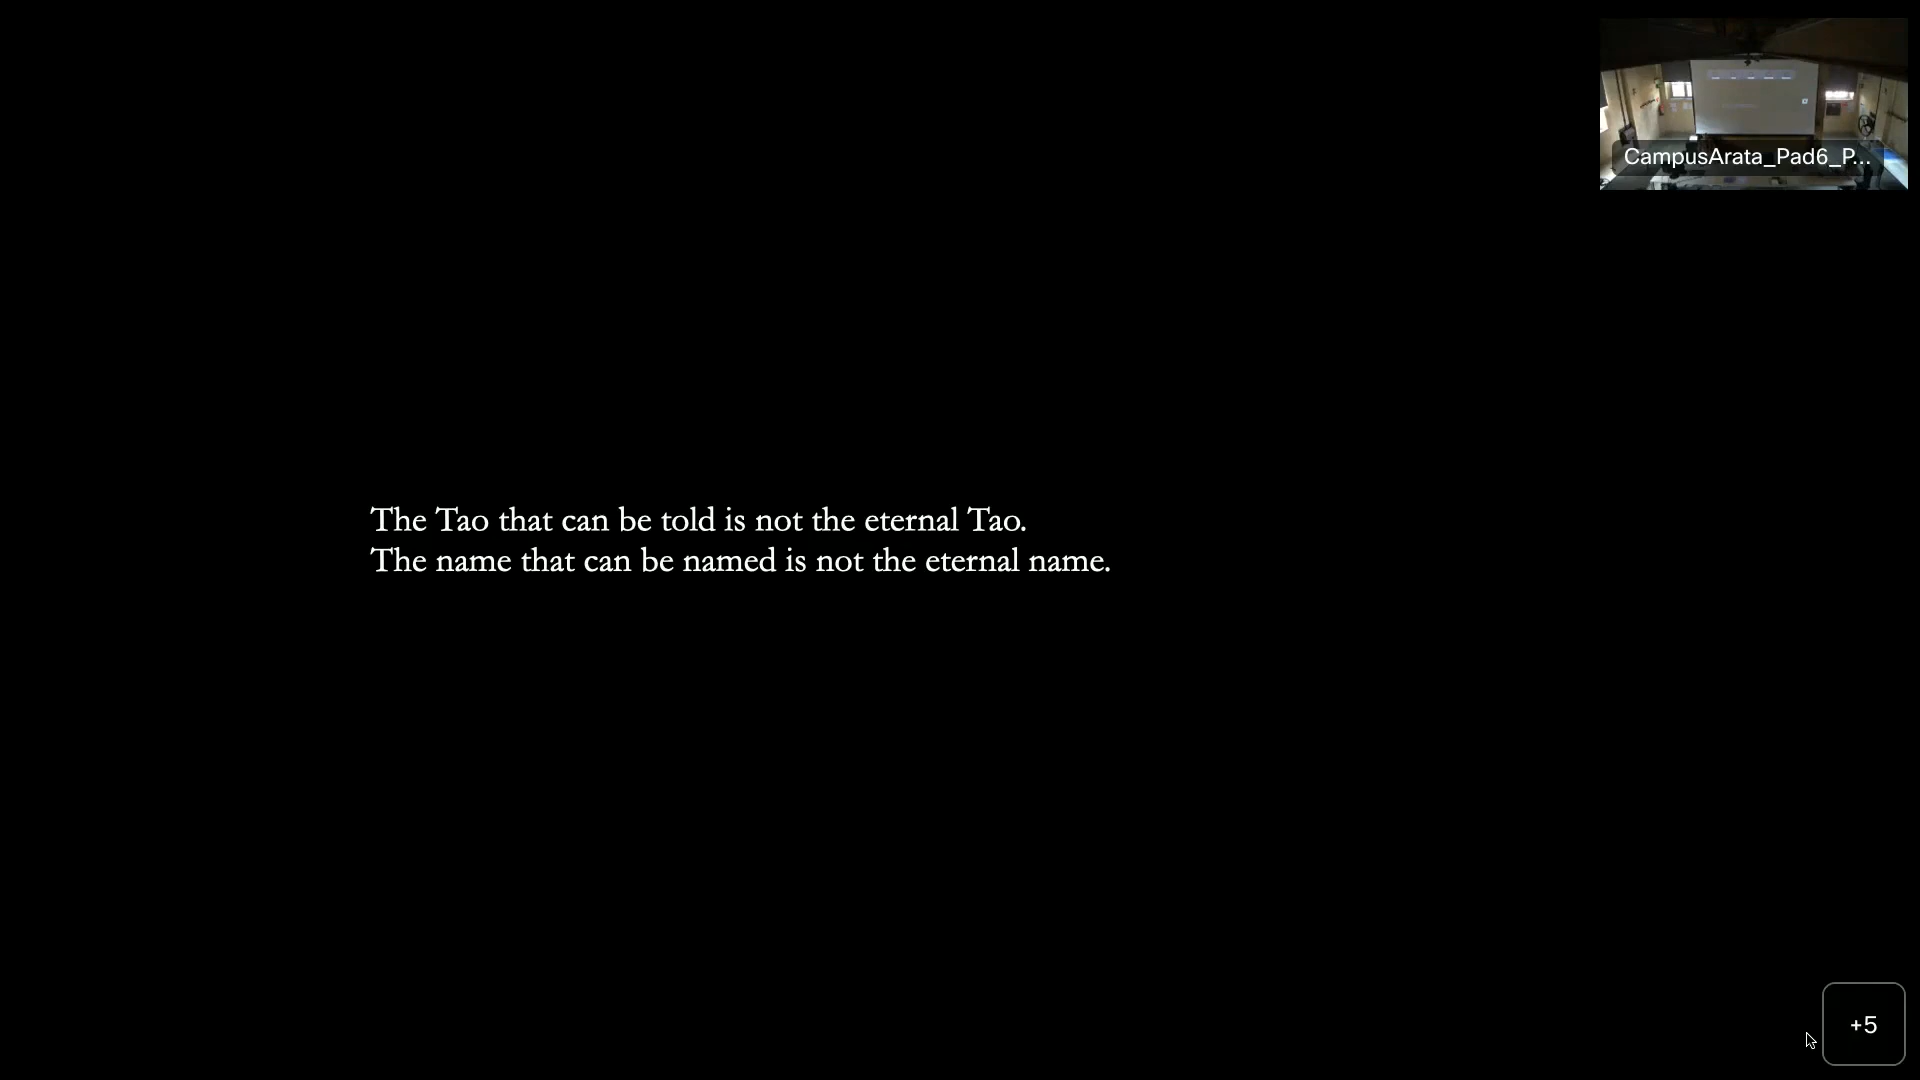 CampusArata_Pad6_P...
The Tao that can be told is not the eternal Tao.
The name that can be named is not the eternal name.
+5